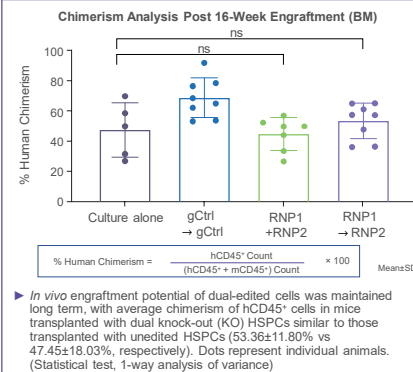 Chimerism Analysis Post 16-Week Engraftment (BM)
ns
ns
% Human Chimerism
100
80
60
40
20
0
Culture alone
gCtrl
→ gCtrl
RNP1
+RNP2
RNP1
→ RNP2
% Human Chimerism = hCD45⁺ Count / (hCD45⁺ + mCD45⁺) Count × 100
Mean±SD
► In vivo engraftment potential of dual-edited cells was maintained
long term, with average chimerism of hCD45⁺ cells in mice
transplanted with dual knock-out (KO) HSPCs similar to those
transplanted with unedited HSPCs (53.36±11.80% vs
47.45±18.03%, respectively). Dots represent individual animals.
(Statistical test, 1-way analysis of variance)